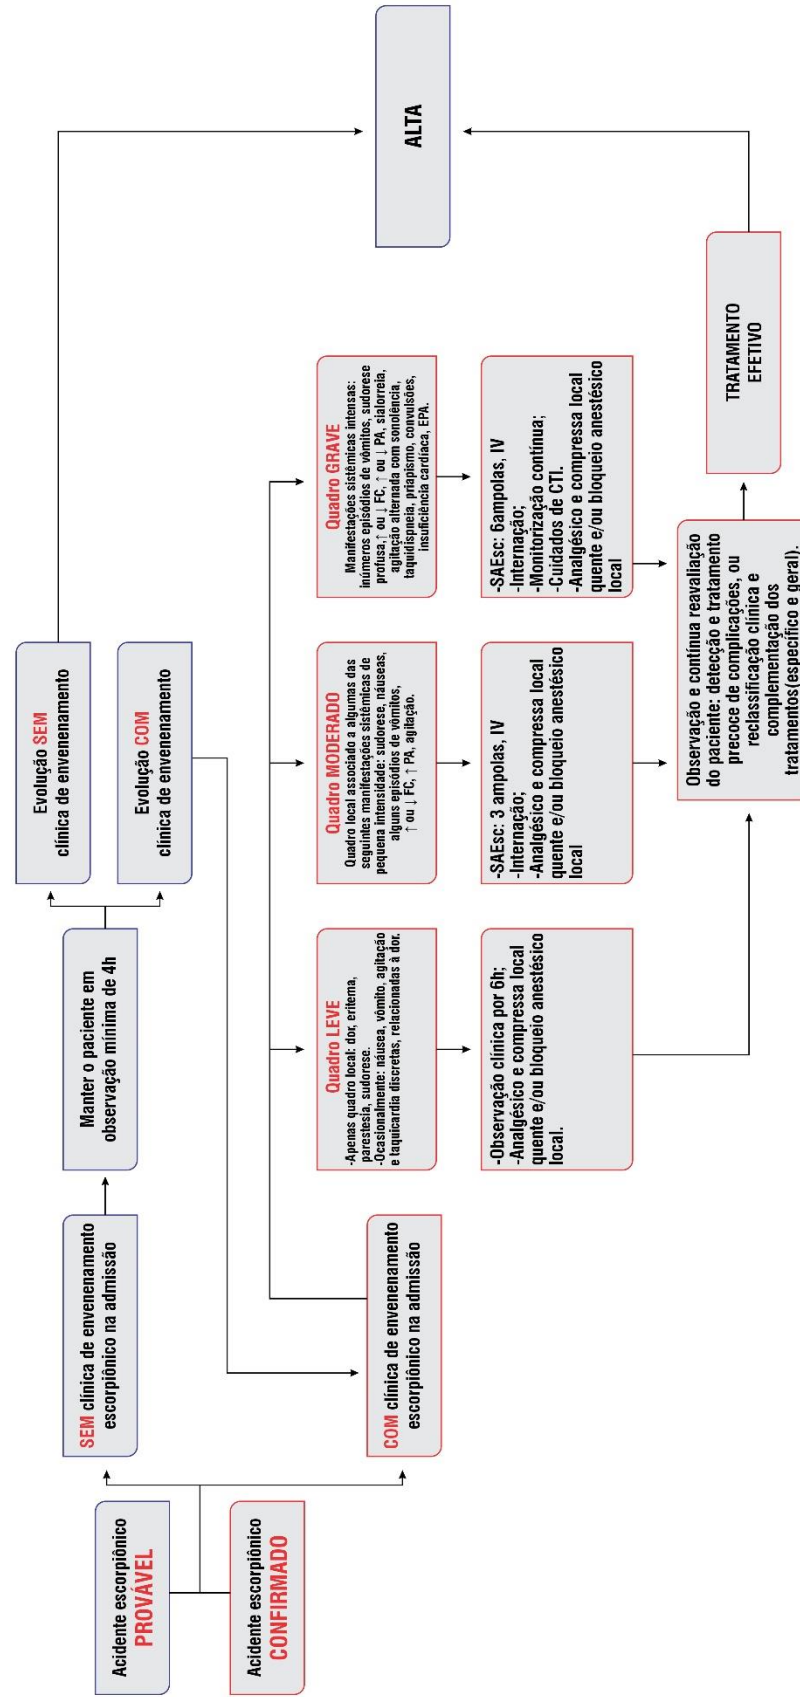 Acidente escorpiônico
PROVÁVEL
Acidente escorpiônico
CONFIRMADO
SEM clínica de envenenamento
escorpiônico na admissão
COM clínica de envenenamento
escorpiônico na admissão
Manter o paciente em
observação mínima de 4h
Evolução SEM
clínica de envenenamento
Evolução COM
clínica de envenenamento
Quadro LEVE
-Apenas quadro local: dor, eritema,
parestesia, sudorese.
-Ocasionalmente: náusea, vômito, agitação
e taquicardia discretas, relacionadas à dor.
-Observação clínica por 6h;
-Analgésico e compressa local
quente e/ou bloqueio anestésico
local.
Quadro MODERADO
Quadro local associado a algumas das
seguintes manifestações sistêmicas de
pequena intensidade: sudorese, náuseas,
alguns episódios de vômitos,
↑ ou ↓ FC, ↑ PA, agitação.
-SAEsc: 3 ampolas, IV
-Internação;
-Analgésico e compressa local
quente e/ou bloqueio anestésico
local
Quadro GRAVE
Manifestações sistêmicas intensas:
inúmeros episódios de vômitos, sudorese
profusa,↑ ou ↓ FC, ↑ ou ↓ PA, sialorreia,
agitação alternada com sonolência,
taquidispneia, priapismo, convulsões,
insuficiência cardíaca, EPA.
-SAEsc: 6ampolas, IV
-Internação;
-Monitorização contínua;
-Cuidados de CTI.
-Analgésico e compressa local
quente e/ou bloqueio anestésico
local
Observação e contínua reavaliação
do paciente: detecção e tratamento
precoce de complicações, ou
reclassificação clínica e
complementação dos
tratamentos(específico e geral).
TRATAMENTO
EFETIVO
ALTA